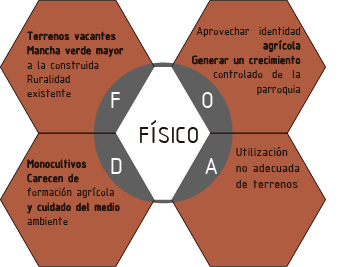 Terrenos vacantes
Mancha verde mayor
a la construida
Ruralidad
existente
Aprovechar identidad
agrícola
Generar un crecimiento
controlado de la
parroquia
F
O
FÍSICO
D
A
Monocultivos
Carecen de
formación agrícola
y cuidado del medio
ambiente
Utilización
no adecuada
de terrenos